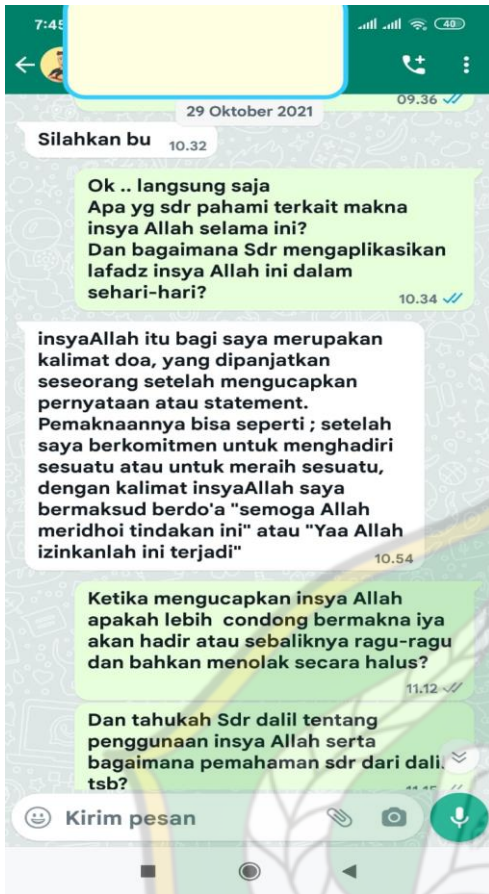 7:45
40
09.36
29 Oktober 2021
Silahkan bu 10.32
Ok .. langsung saja
Apa yg sdr pahami terkait makna
insya Allah selama ini?
Dan bagaimana Sdr mengaplikasikan
lafadz insya Allah ini dalam
sehari-hari?
10.34
insyaAllah itu bagi saya merupakan
kalimat doa, yang dipanjatkan
seseorang setelah mengucapkan
pernyataan atau statement.
Pemaknaannya bisa seperti ; setelah
saya berkomitmen untuk menghadiri
sesuatu atau untuk meraih sesuatu,
dengan kalimat insyaAllah saya
bermaksud berdo'a "semoga Allah
meridhoi tindakan ini" atau "Yaa Allah
izinkanlah ini terjadi"
10.54
Ketika mengucapkan insya Allah
apakah lebih condong bermakna iya
akan hadir atau sebaliknya ragu-ragu
dan bahkan menolak secara halus?
11.12
Dan tahukah Sdr dalil tentang
penggunaan insya Allah serta
bagaimana pemahaman sdr dari dali
tsb?
Kirim pesan